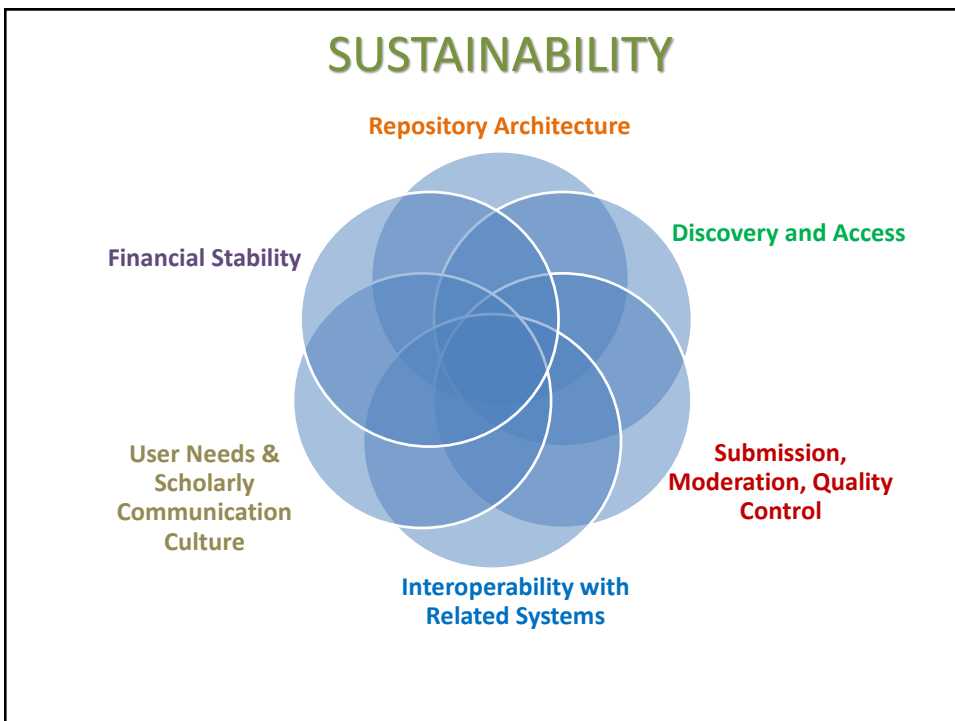 SUSTAINABILITY
Repository Architecture
Discovery and Access
Financial Stability
Submission,
Moderation, Quality
Control
User Needs &
Scholarly
Communication
Culture
Interoperability with
Related Systems